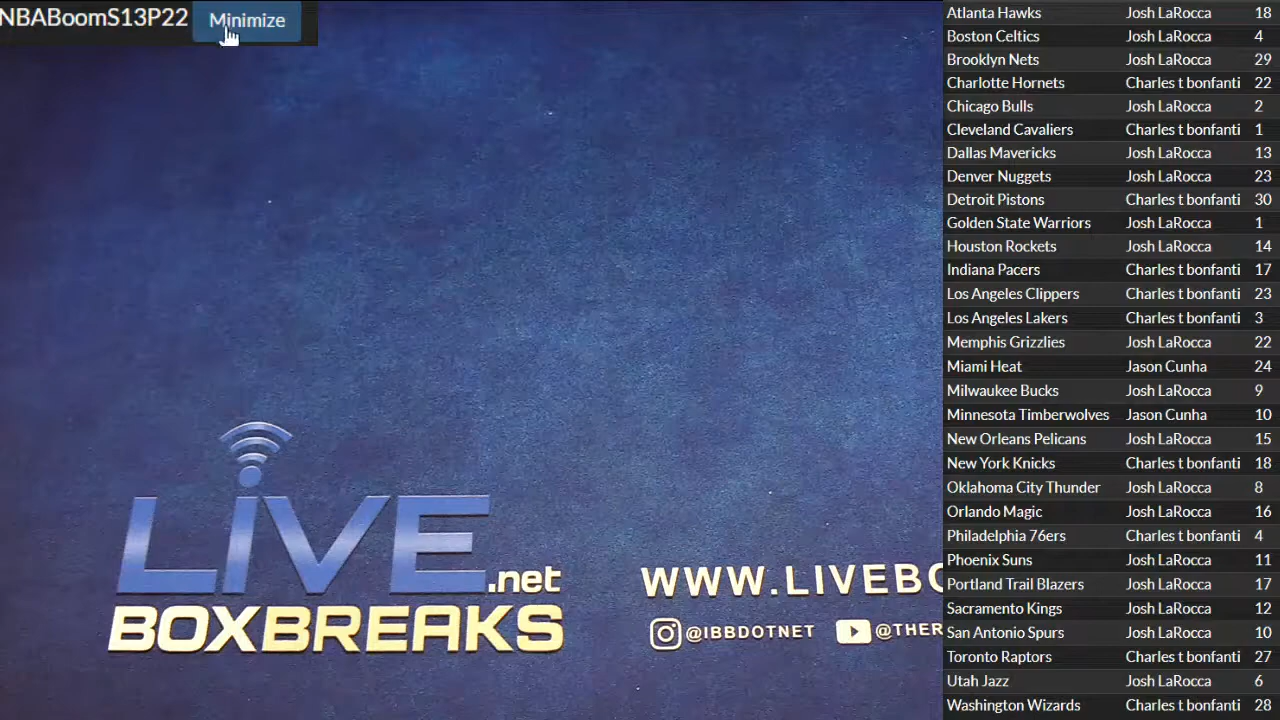 NBABoomS13P22 Minimize
Atlanta Hawks Josh LaRocca 18
Boston Celtics Josh LaRocca 4
Brooklyn Nets Josh LaRocca 29
Charlotte Hornets Charles t bonfanti 22
Chicago Bulls Josh LaRocca 2
Cleveland Cavaliers Charles t bonfanti 1
Dallas Mavericks Josh LaRocca 13
Denver Nuggets Josh LaRocca 23
Detroit Pistons Charles t bonfanti 30
Golden State Warriors Josh LaRocca 1
Houston Rockets Josh LaRocca 14
Indiana Pacers Charles t bonfanti 17
Los Angeles Clippers Charles t bonfanti 23
Los Angeles Lakers Charles t bonfanti 3
Memphis Grizzlies Josh LaRocca 22
Miami Heat Jason Cunha 24
Milwaukee Bucks Josh LaRocca 9
Minnesota Timberwolves Jason Cunha 10
New Orleans Pelicans Josh LaRocca 15
New York Knicks Charles t bonfanti 18
Oklahoma City Thunder Josh LaRocca 8
Orlando Magic Josh LaRocca 16
Philadelphia 76ers Charles t bonfanti 4
Phoenix Suns Josh LaRocca 11
Portland Trail Blazers Josh LaRocca 17
Sacramento Kings Josh LaRocca 12
San Antonio Spurs Josh LaRocca 10
Toronto Raptors Charles t bonfanti 27
Utah Jazz Josh LaRocca 6
Washington Wizards Charles t bonfanti 28
LiVE.net
BOXBREAKS
WWW.LIVEBO
@IBBDOTNET @THER